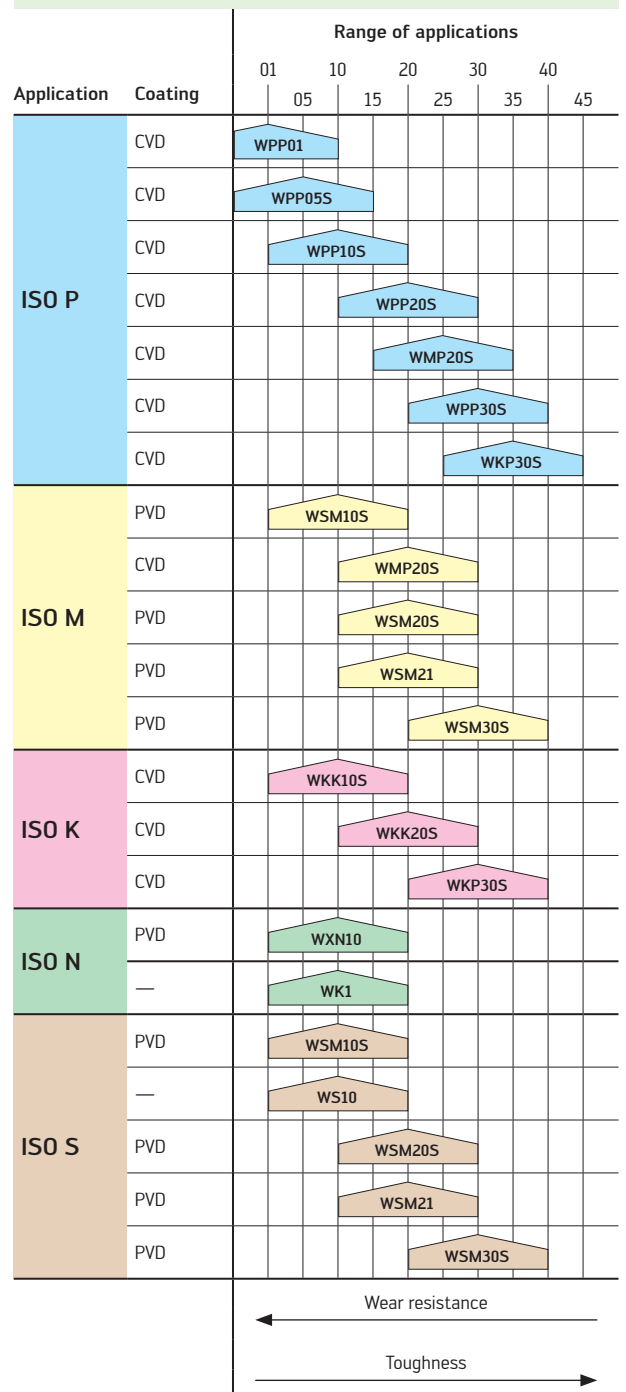 Range of applications
01 10 20 30 40
Application Coating 05 15 25 35 45
CVD WPP01
CVD WPP05S
CVD WPP10S
ISO P CVD WPP20S
CVD WMP20S
CVD WPP30S
CVD WKP30S
PVD WSM10S
CVD WMP20S
ISO M PVD WSM20S
PVD WSM21
PVD WSM30S
CVD WKK10S
ISO K CVD WKK20S
CVD WKP30S
ISO N PVD WXN10
— WK1
PVD WSM10S
— WS10
ISO S PVD WSM20S
PVD WSM21
PVD WSM30S
Wear resistance
Toughness